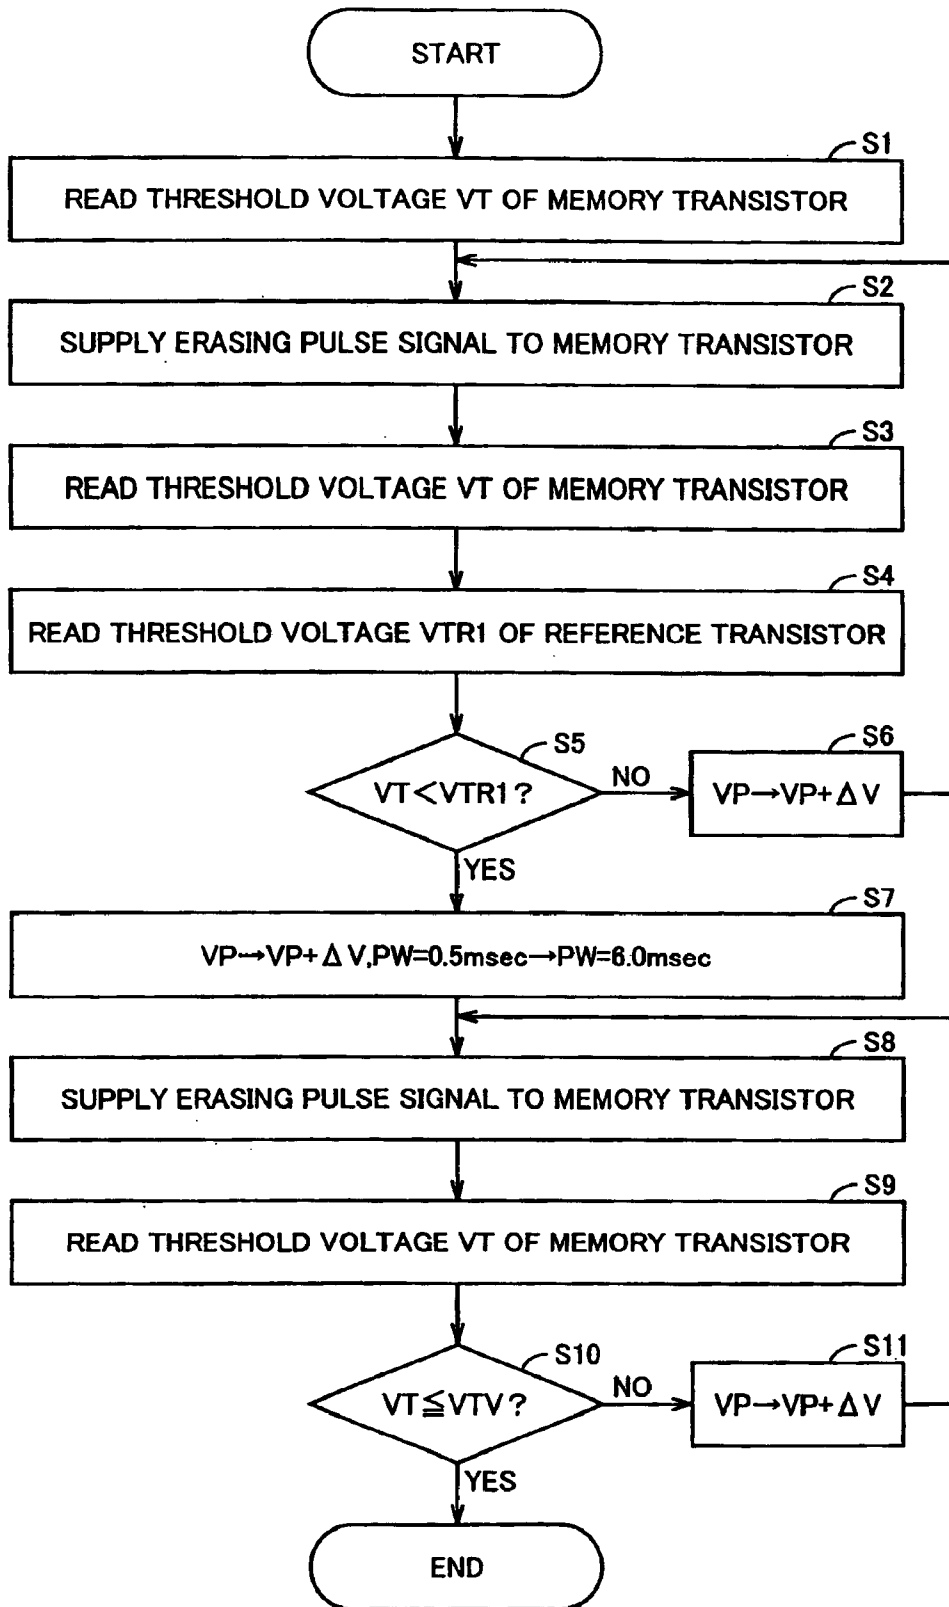 START
S1
READ THRESHOLD VOLTAGE VT OF MEMORY TRANSISTOR
S2
SUPPLY ERASING PULSE SIGNAL TO MEMORY TRANSISTOR
S3
READ THRESHOLD VOLTAGE VT OF MEMORY TRANSISTOR
S4
READ THRESHOLD VOLTAGE VTR1 OF REFERENCE TRANSISTOR
S5
VT<VTR1?
NO
S6
VP→VP+ΔV
YES
S7
VP→VP+ΔV,PW=0.5msec→PW=6.0msec
S8
SUPPLY ERASING PULSE SIGNAL TO MEMORY TRANSISTOR
S9
READ THRESHOLD VOLTAGE VT OF MEMORY TRANSISTOR
S10
VT≦VTV?
NO
S11
VP→VP+ΔV
YES
END